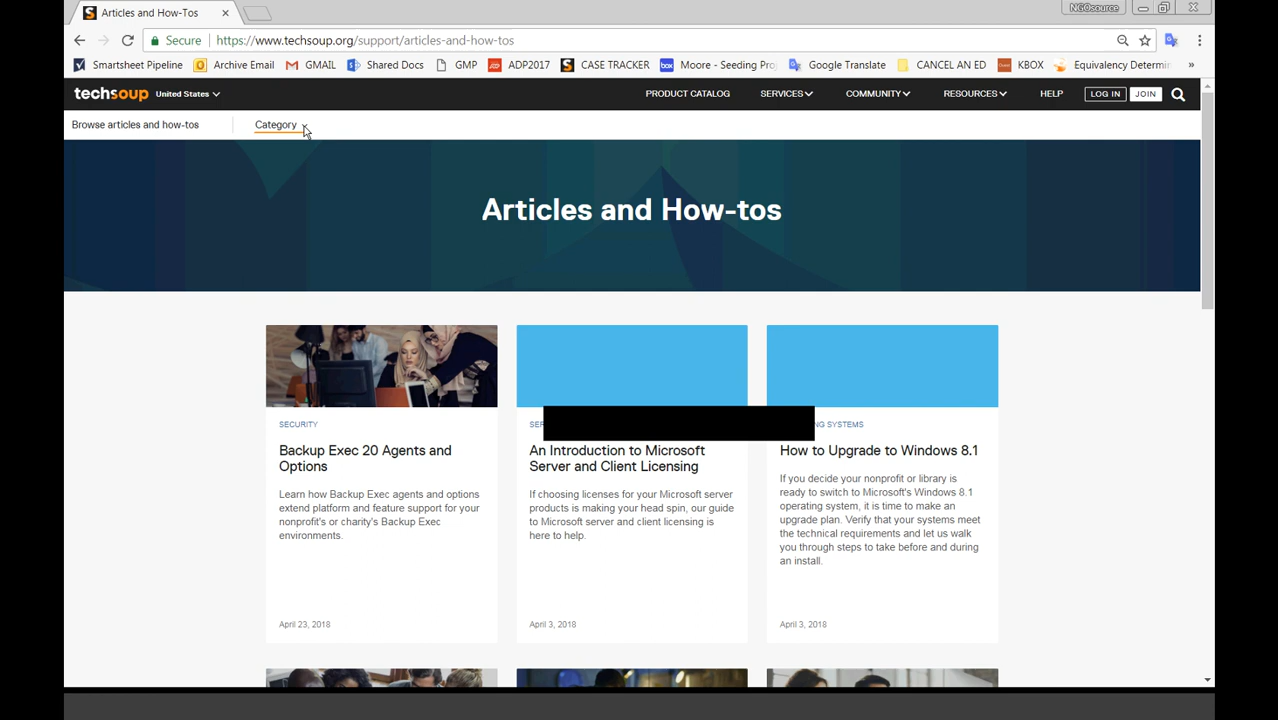 Articles and How-Tos
NGOsource
Secure
https://www.techsoup.org/support/articles-and-how-tos
Smartsheet Pipeline Archive Email GMAIL Shared Docs GMP ADP2017 CASE TRACKER Moore - Seeding Proj Google Translate CANCEL AN ED KBOX Equivalency Determin »
techsoup United States PRODUCT CATALOG SERVICES COMMUNITY RESOURCES HELP LOG IN JOIN
Browse articles and how-tos Category
Articles and How-tos
SECURITY
Backup Exec 20 Agents and
Options
Learn how Backup Exec agents and options
extend platform and feature support for your
nonprofit's or charity's Backup Exec
environments.
April 23, 2018
An Introduction to Microsoft
Server and Client Licensing
If choosing licenses for your Microsoft server
products is making your head spin, our guide
to Microsoft server and client licensing is
here to help.
April 3, 2018
SYSTEMS
How to Upgrade to Windows 8.1
If you decide your nonprofit or library is
ready to switch to Microsoft's Windows 8.1
operating system, it is time to make an
upgrade plan. Verify that your systems meet
the technical requirements and let us walk
you through steps to take before and during
an install.
April 3, 2018